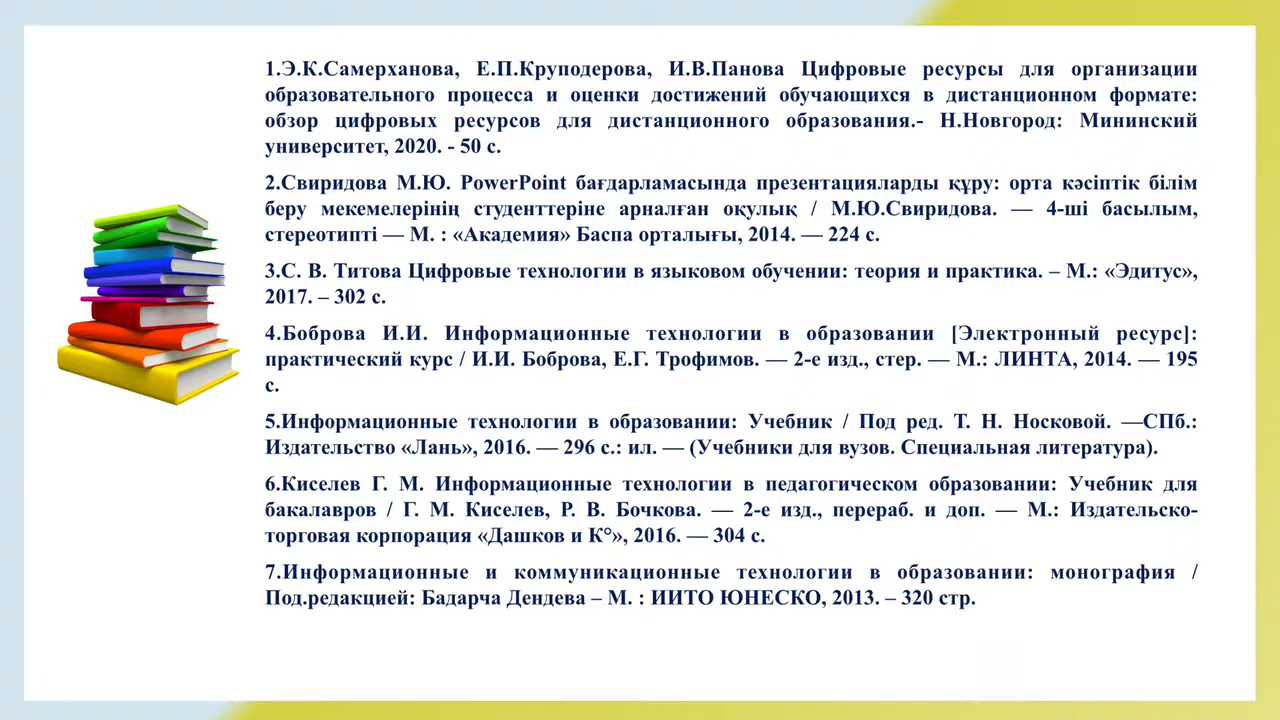 1.Э.К.Самерханова, Е.П.Круподерова, И.В.Панова Цифровые ресурсы для организации
образовательного процесса и оценки достижений обучающихся в дистанционном формате:
обзор цифровых ресурсов для дистанционного образования.- Н.Новгород: Мининский
университет, 2020. - 50 с.
2.Свиридова М.Ю. PowerPoint бағдарламасында презентацияларды құру: орта кәсіптік білім
беру мекемелерінің студенттеріне арналған оқулық / М.Ю.Свиридова. — 4-ші басылым,
стереотипті — М. : «Академия» Баспа орталығы, 2014. — 224 с.
3.С. В. Титова Цифровые технологии в языковом обучении: теория и практика. – М.: «Эдитус»,
2017. – 302 с.
4.Боброва И.И. Информационные технологии в образовании [Электронный ресурс]:
практический курс / И.И. Боброва, Е.Г. Трофимов. — 2-е изд., стер. — М.: ЛИНТА, 2014. — 195
с.
5.Информационные технологии в образовании: Учебник / Под ред. Т. Н. Носковой. —СПб.:
Издательство «Лань», 2016. — 296 с.: ил. — (Учебники для вузов. Специальная литература).
6.Киселев Г. М. Информационные технологии в педагогическом образовании: Учебник для
бакалавров / Г. М. Киселев, Р. В. Бочкова. — 2-е изд., перераб. и доп. — М.: Издательско-
торговая корпорация «Дашков и К°», 2016. — 304 с.
7.Информационные и коммуникационные технологии в образовании: монография /
Под.редакцией: Бадарча Дендева – М. : ИИТО ЮНЕСКО, 2013. – 320 стр.